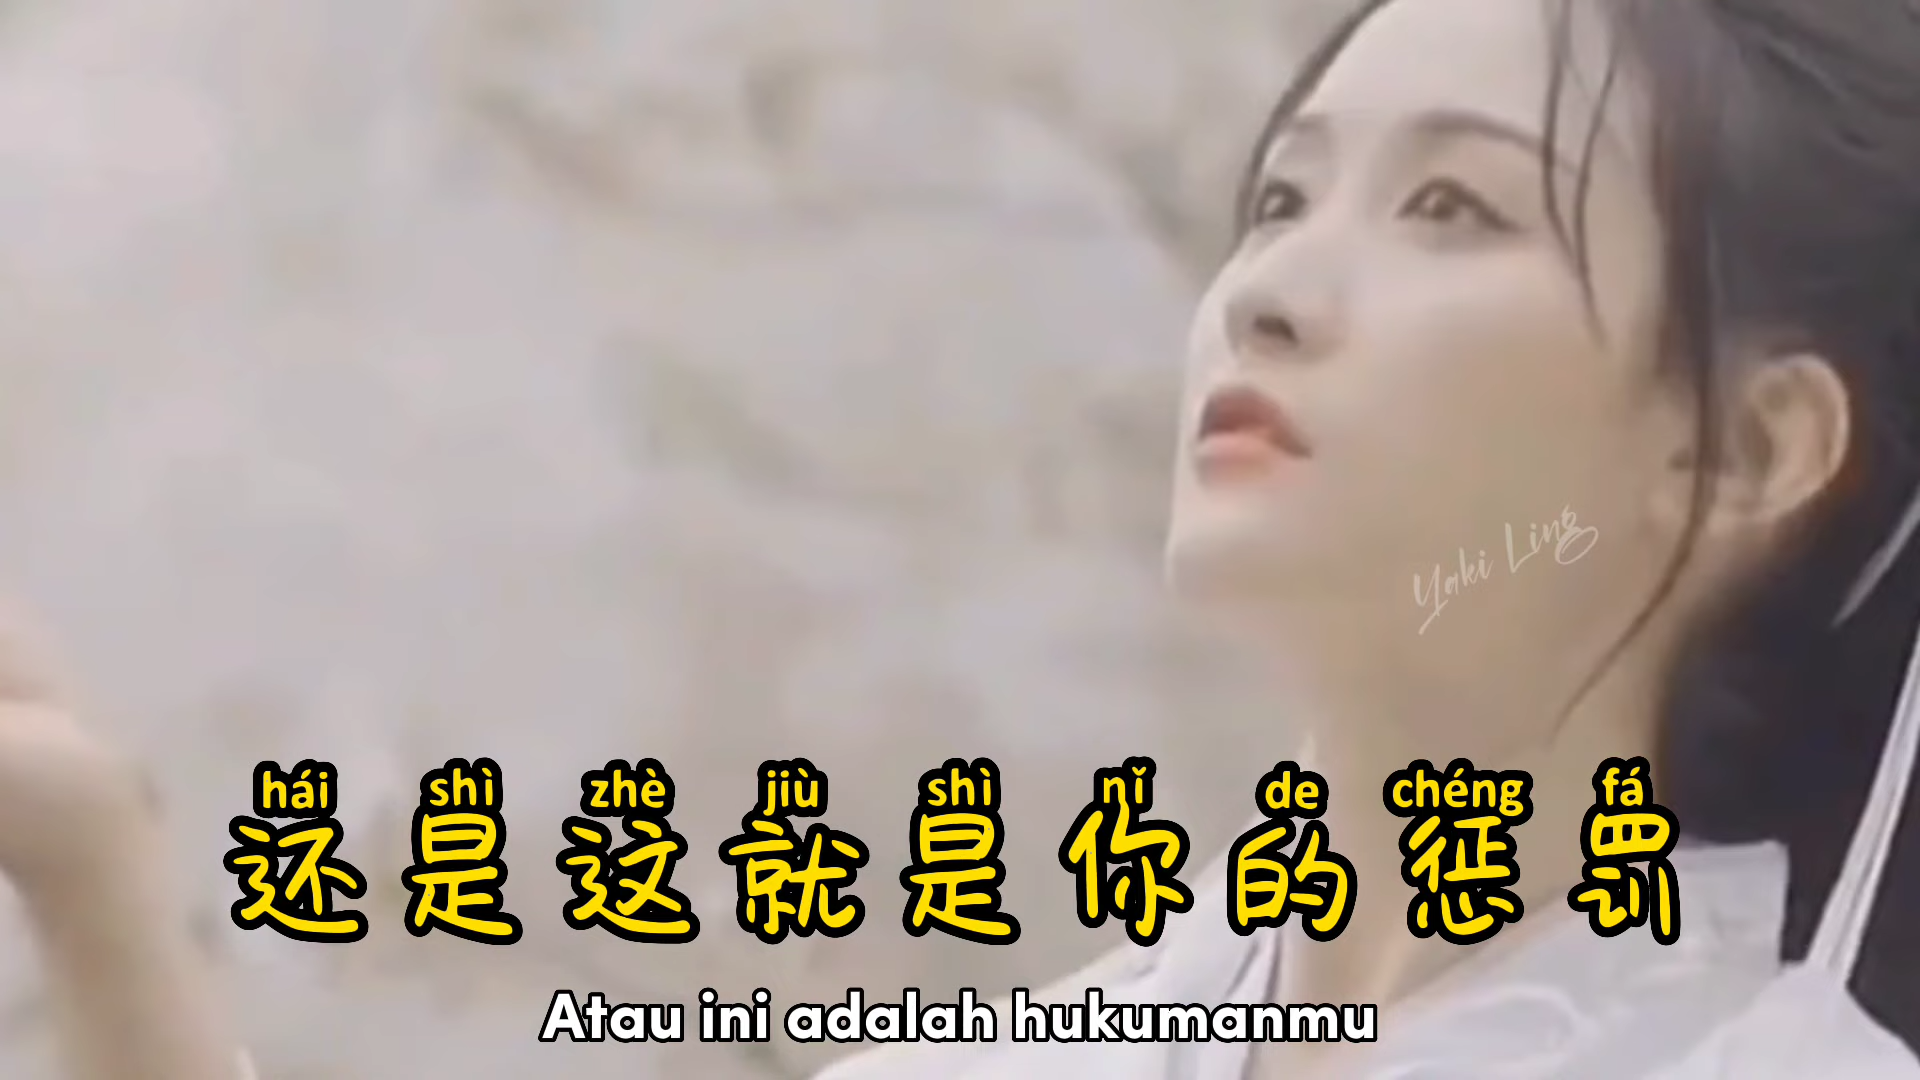 Yaki Ling
hái shì zhè jiù shì nǐ de chéng fá
还是这就是你的惩罚
Atau ini adalah hukumanmu